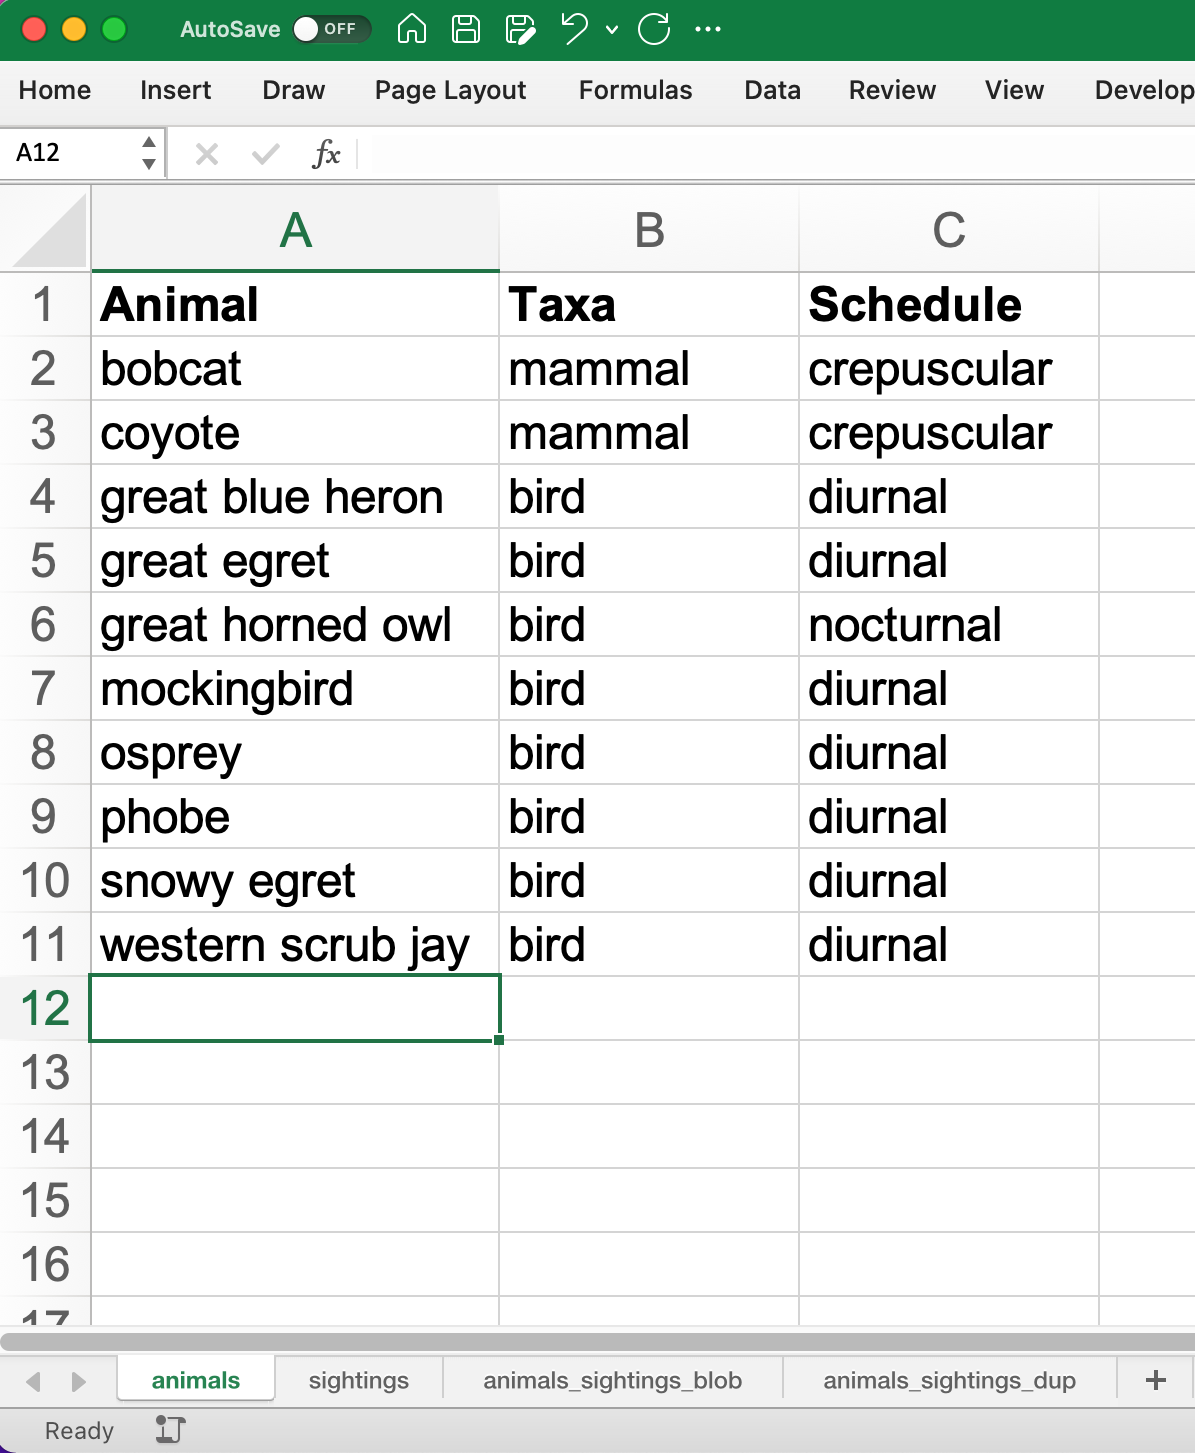 AutoSave OFF
Home Insert Draw Page Layout Formulas Data Review View Develop
A12 fx
A B C
1 Animal Taxa Schedule
2 bobcat mammal crepuscular
3 coyote mammal crepuscular
4 great blue heron bird diurnal
5 great egret bird diurnal
6 great horned owl bird nocturnal
7 mockingbird bird diurnal
8 osprey bird diurnal
9 phobe bird diurnal
10 snowy egret bird diurnal
11 western scrub jay bird diurnal
12
13
14
15
16
17
animals sightings animals_sightings_blob animals_sightings_dup +
Ready